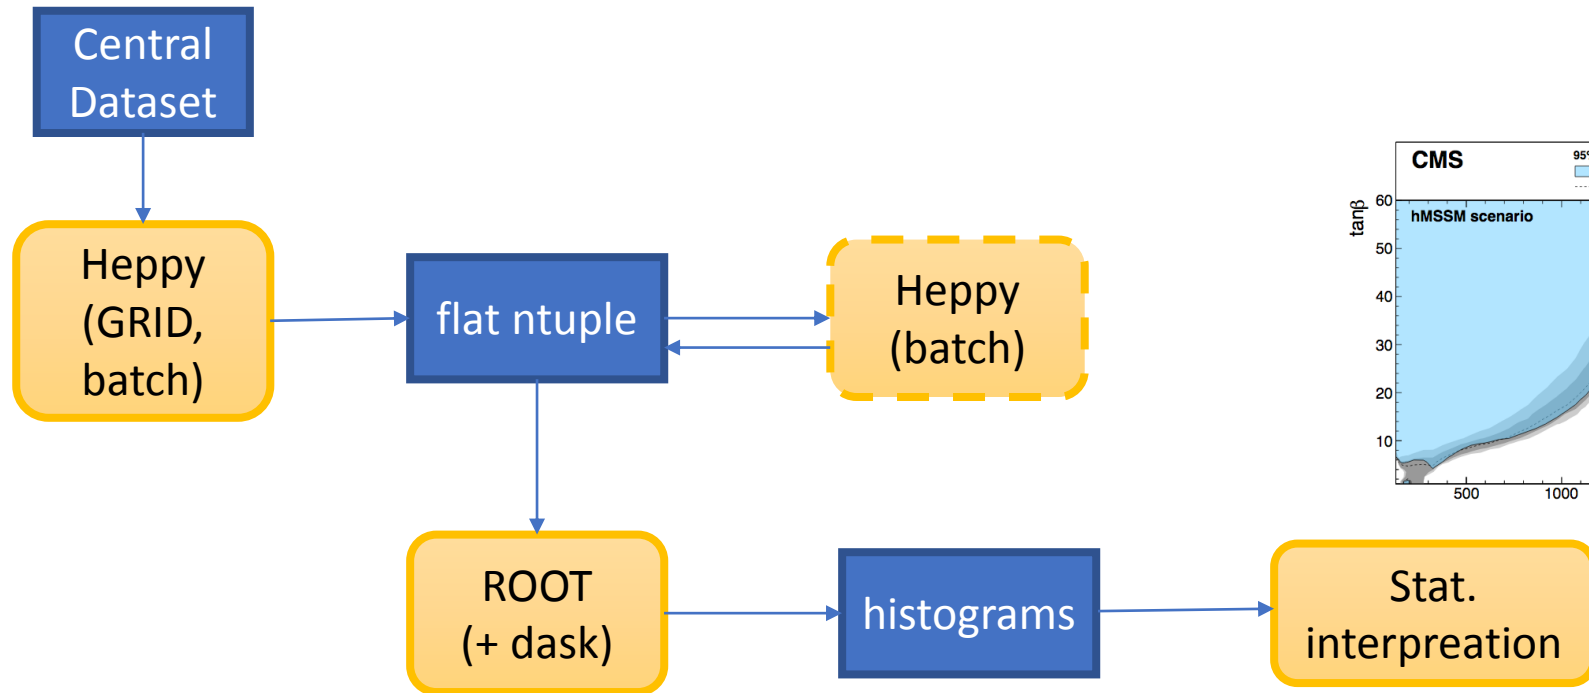 Central
Dataset
Heppy
(GRID,
batch)
flat ntuple
Heppy
(batch)
ROOT
(+ dask)
histograms
Stat.
interpreation
CMS
95%
hMSSM scenario
tanβ
60
50
40
30
20
10
500
1000